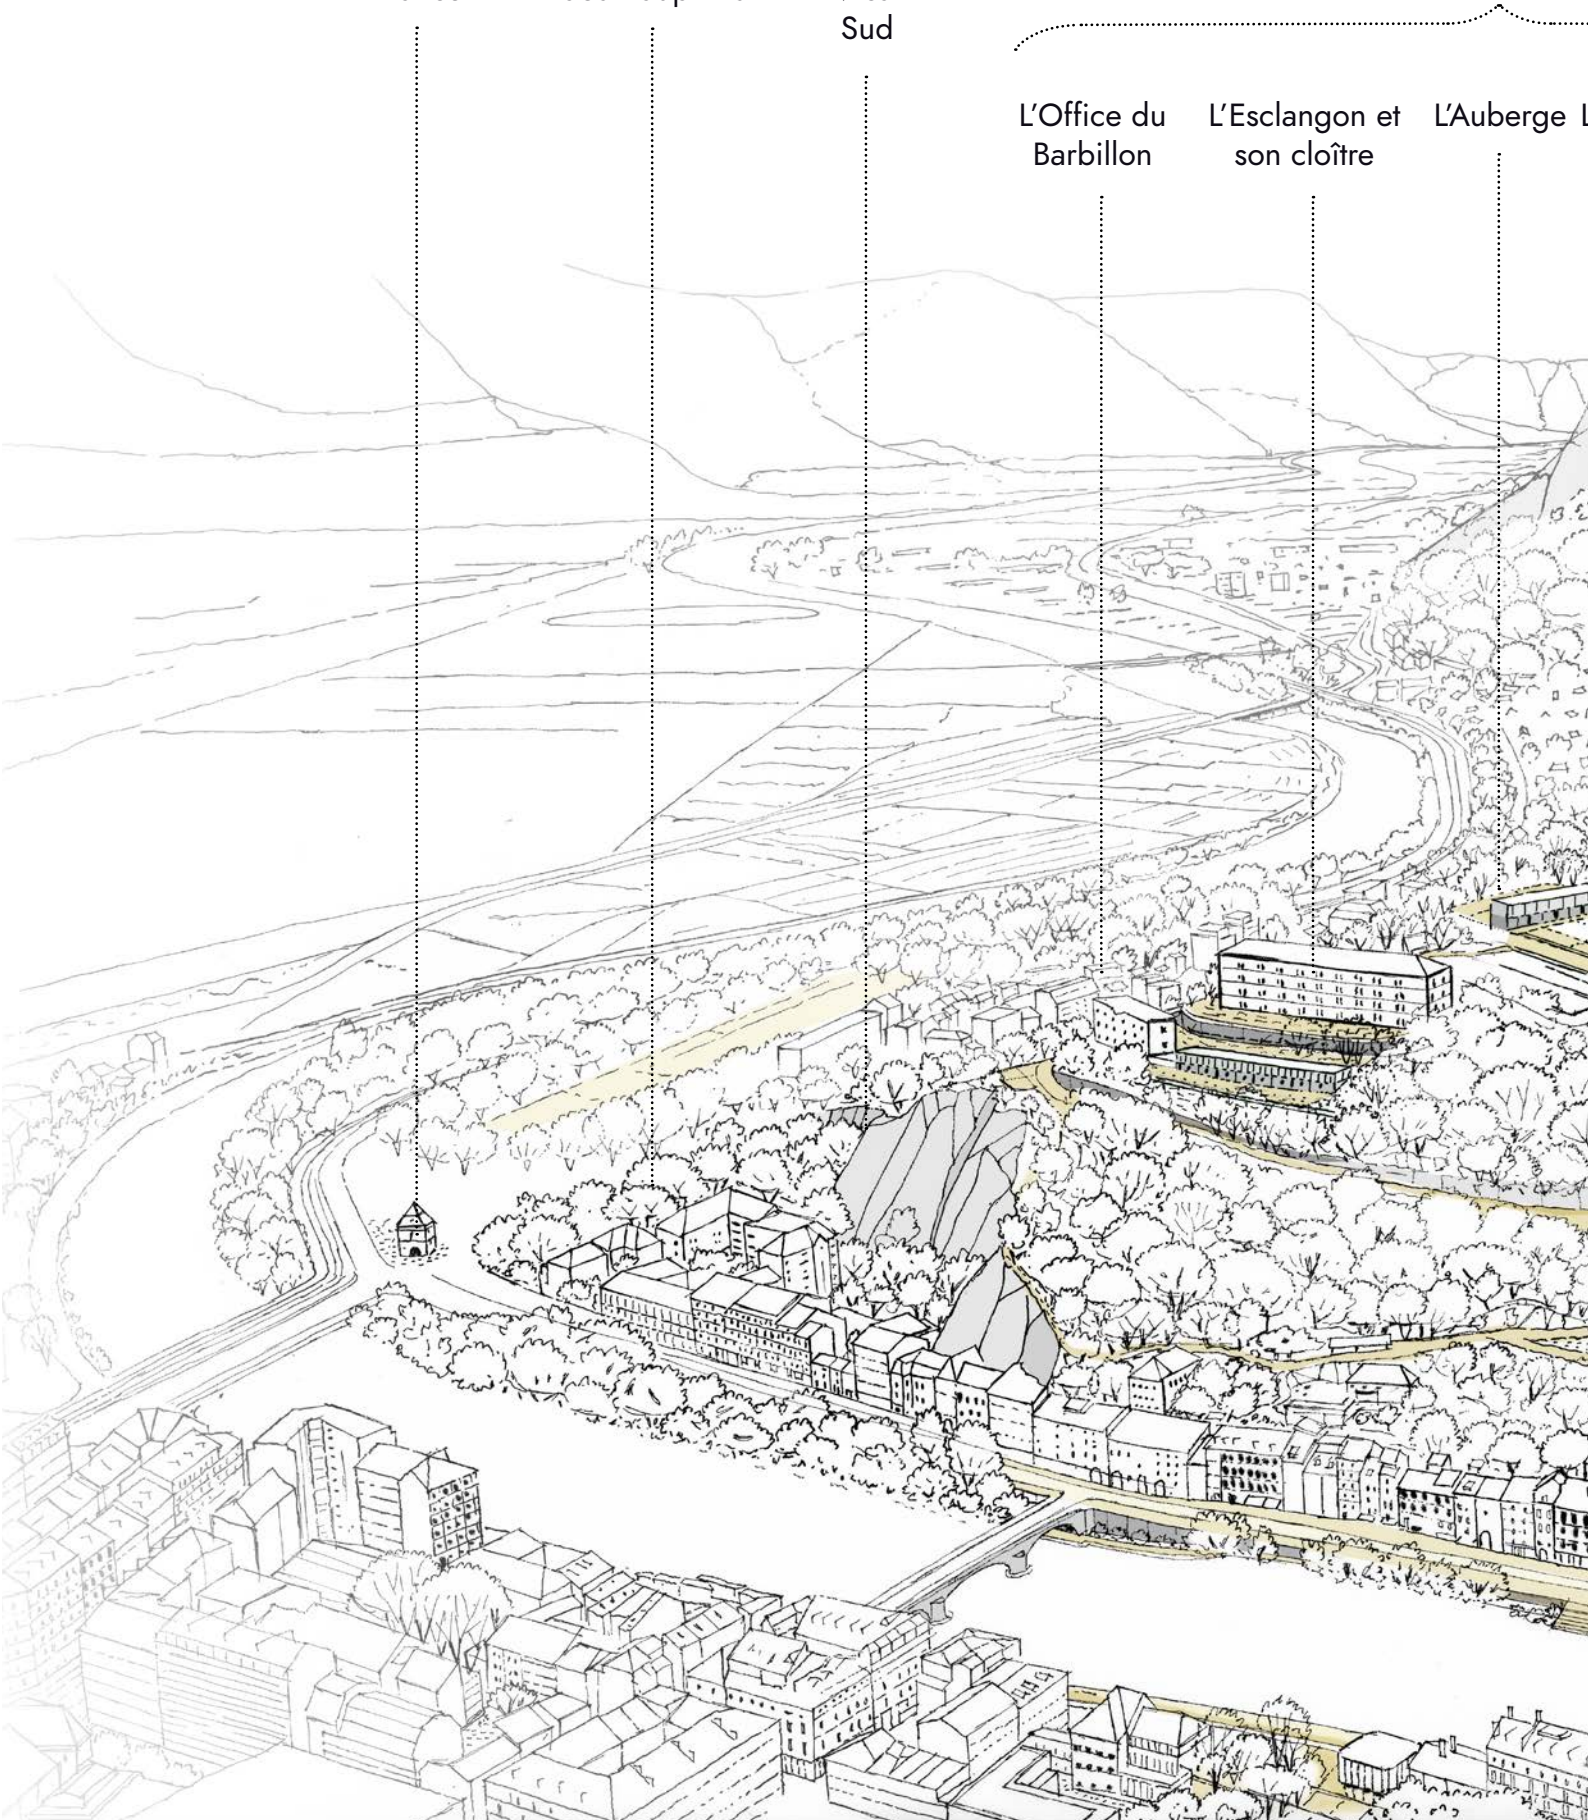 Sud
L'Office du
Barbillon
L'Esclangon et
son cloître
L'Auberge